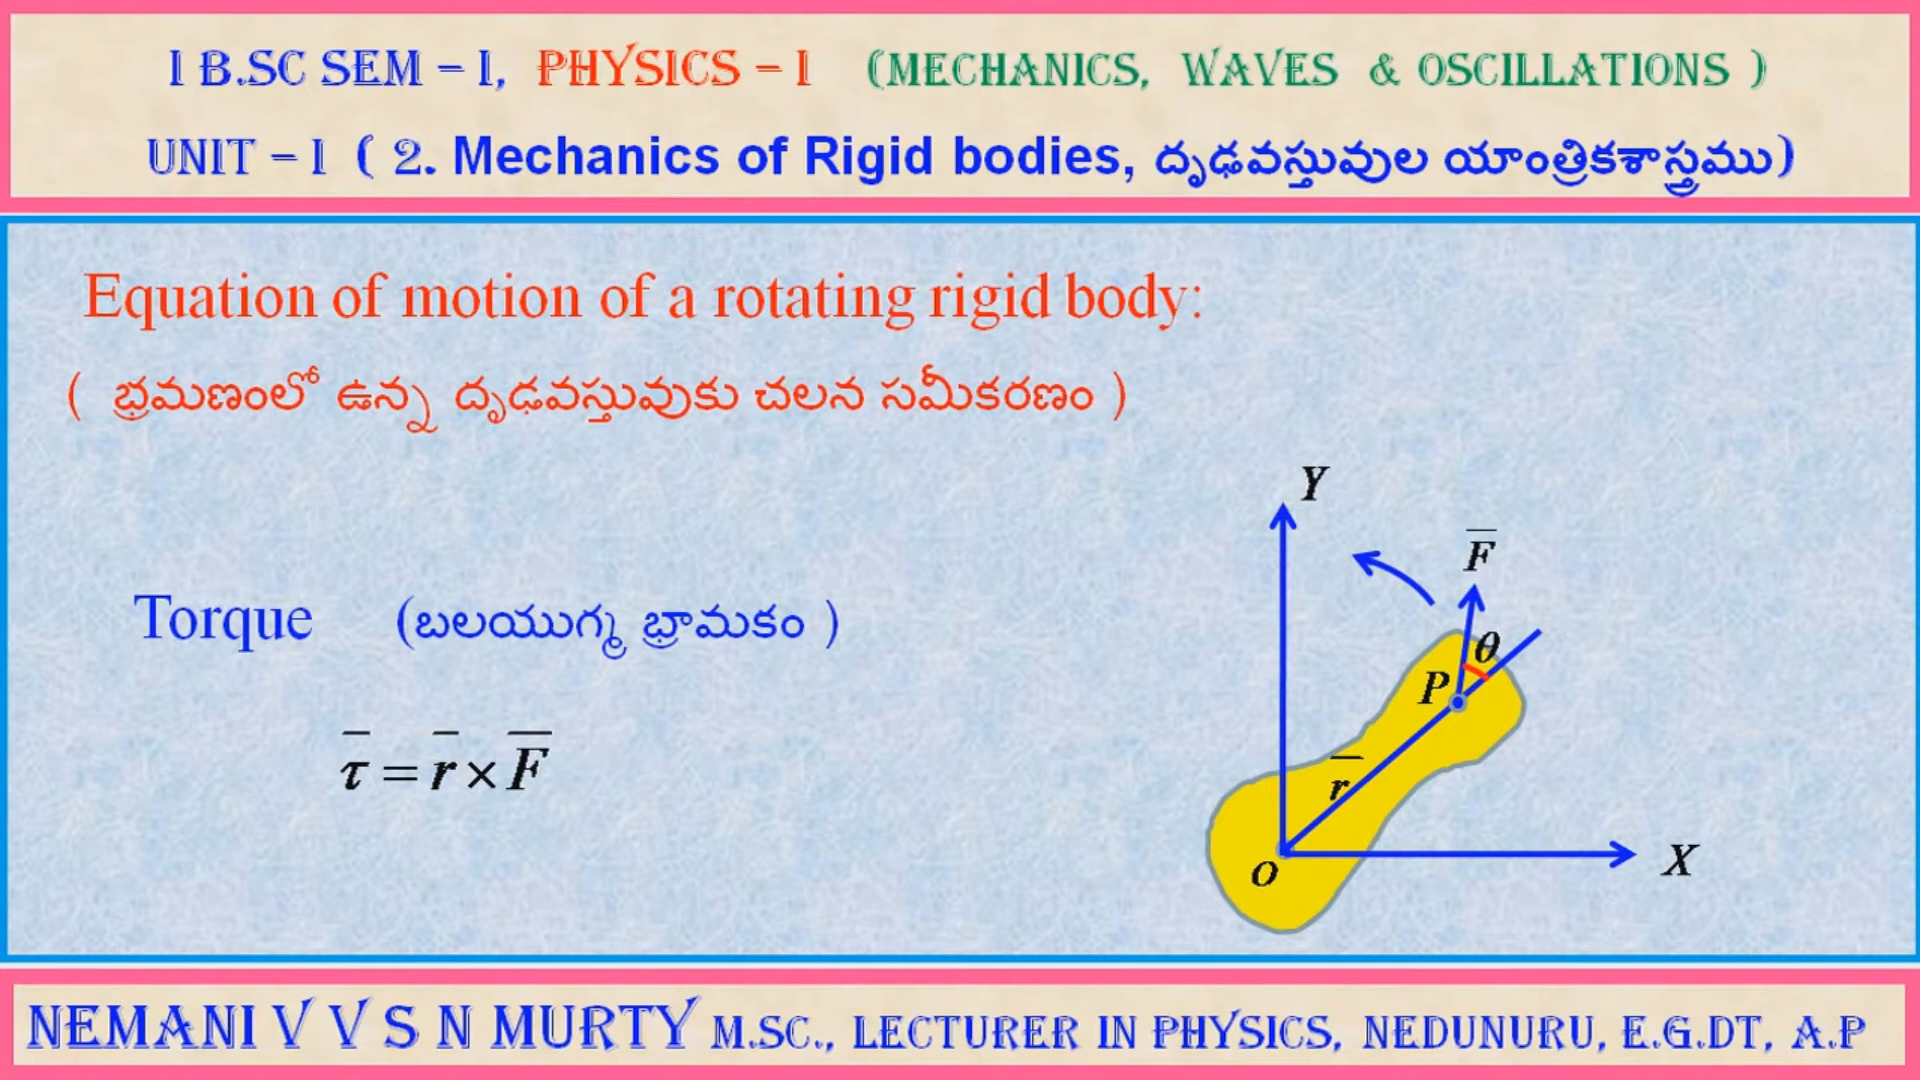 I B.SC SEM – I, PHYSICS – I (MECHANICS, WAVES & OSCILLATIONS )
UNIT – I ( 2. Mechanics of Rigid bodies, దృఢవస్తువుల యాంత్రికశాస్త్రము)
Equation of motion of a rotating rigid body:
( భ్రమణంలో ఉన్న దృఢవస్తువుకు చలన సమీకరణం )
Y
F̅
Torque (బలయుగ్మ భ్రామకం )
θ
P
τ̅ = r̅ × F̅
r̅
X
O
NEMANI V V S N MURTY M.SC., LECTURER IN PHYSICS, NEDUNURU, E.G.DT, A.P